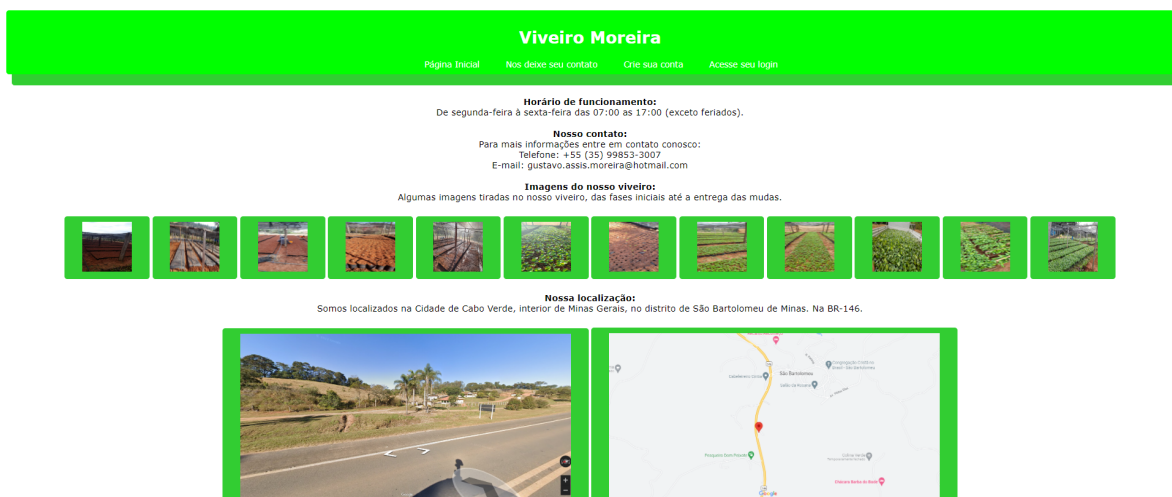 Viveiro Moreira
Página Inicial Nos deixe seu contato Crie sua conta Acesse seu login
Horário de funcionamento:
De segunda-feira à sexta-feira das 07:00 as 17:00 (exceto feriados).
Nosso contato:
Para mais informações entre em contato conosco:
Telefone: +55 (35) 99853-3007
E-mail: gustavo.assis.moreira@hotmail.com
Imagens do nosso viveiro:
Algumas imagens tiradas no nosso viveiro, das fases iniciais até a entrega das mudas.
Nossa localização:
Somos localizados na Cidade de Cabo Verde, interior de Minas Gerais, no distrito de São Bartolomeu de Minas. Na BR-146.
São Bartolomeu
Google